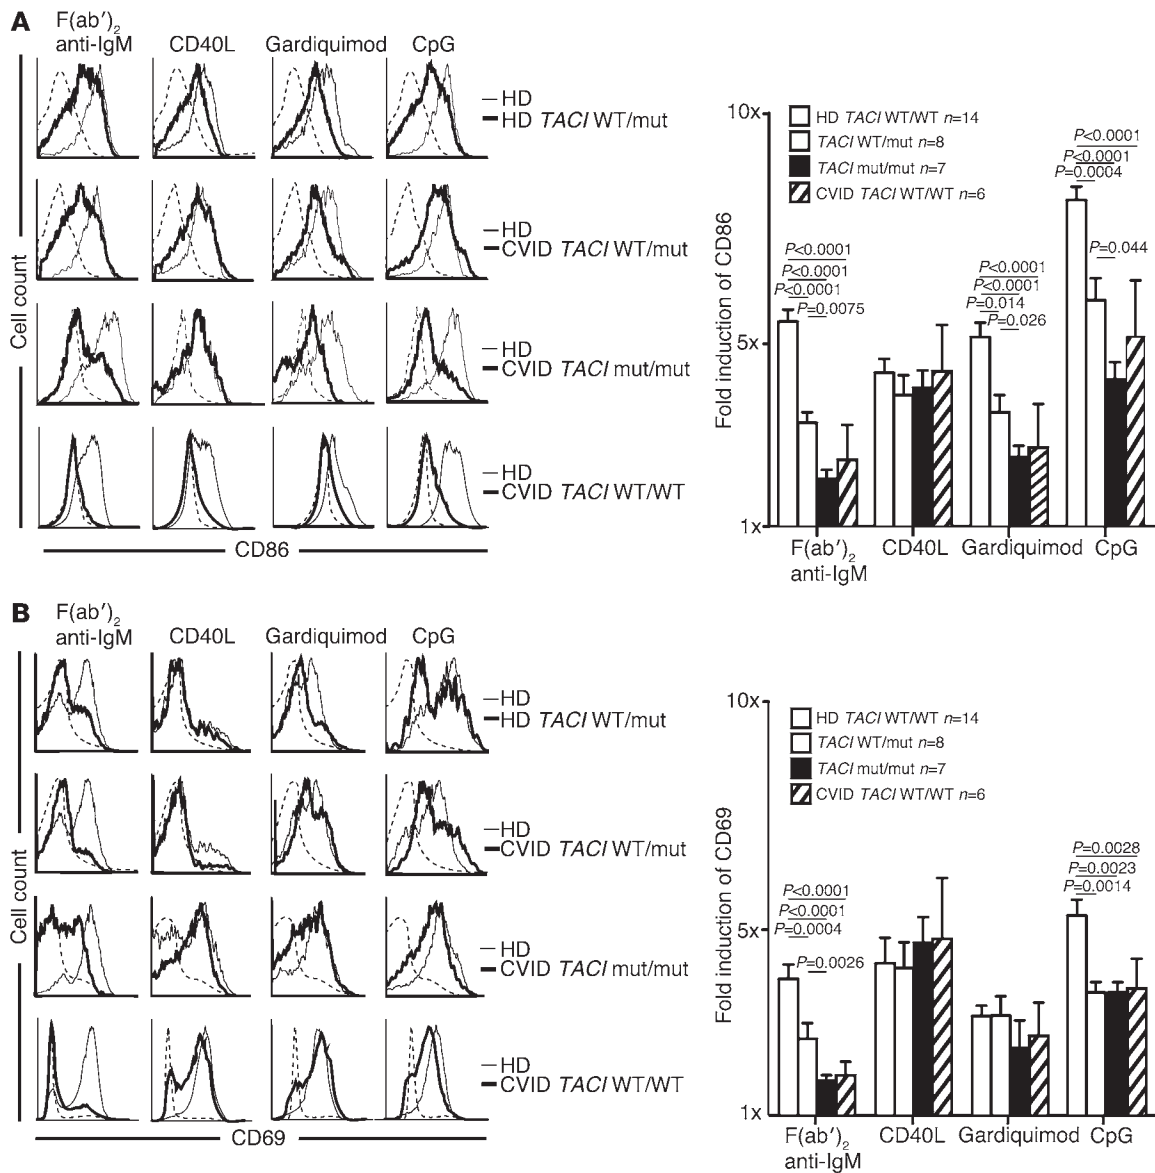 A
F(ab′)2
anti-IgM
CD40L
Gardiquimod
CpG
HD
HD TACI WT/mut
HD
CVID TACI WT/mut
HD
CVID TACI mut/mut
HD
CVID TACI WT/WT
Cell count
CD86
10x
5x
1x
Fold induction of CD86
HD TACI WT/WT n=14
TACI WT/mut n=8
TACI mut/mut n=7
CVID TACI WT/WT n=6
P<0.0001
P<0.0001
P<0.0001
P=0.0075
P<0.0001
P<0.0001
P=0.014
P=0.026
P<0.0001
P<0.0001
P=0.0004
P=0.044
F(ab′)2
anti-IgM
CD40L
Gardiquimod
CpG
B
F(ab′)2
anti-IgM
CD40L
Gardiquimod
CpG
HD
HD TACI WT/mut
HD
CVID TACI WT/mut
HD
CVID TACI mut/mut
HD
CVID TACI WT/WT
Cell count
CD69
10x
5x
1x
Fold induction of CD69
HD TACI WT/WT n=14
TACI WT/mut n=8
TACI mut/mut n=7
CVID TACI WT/WT n=6
P<0.0001
P<0.0001
P=0.0004
P=0.0026
P=0.0028
P=0.0023
P=0.0014
F(ab′)2
anti-IgM
CD40L
Gardiquimod
CpG